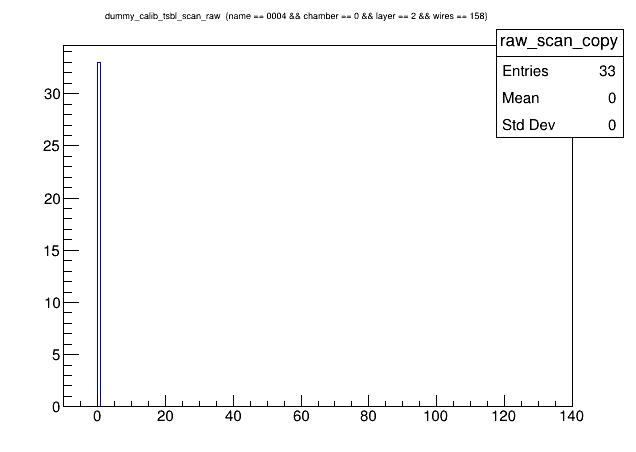 dummy_calib_tsbl_scan_raw (name == 0004 && chamber == 0 && layer == 2 && wires == 158)
raw_scan_copy
Entries 33
Mean 0
Std Dev 0
30
25
20
15
10
5
0
0 20 40 60 80 100 120 140